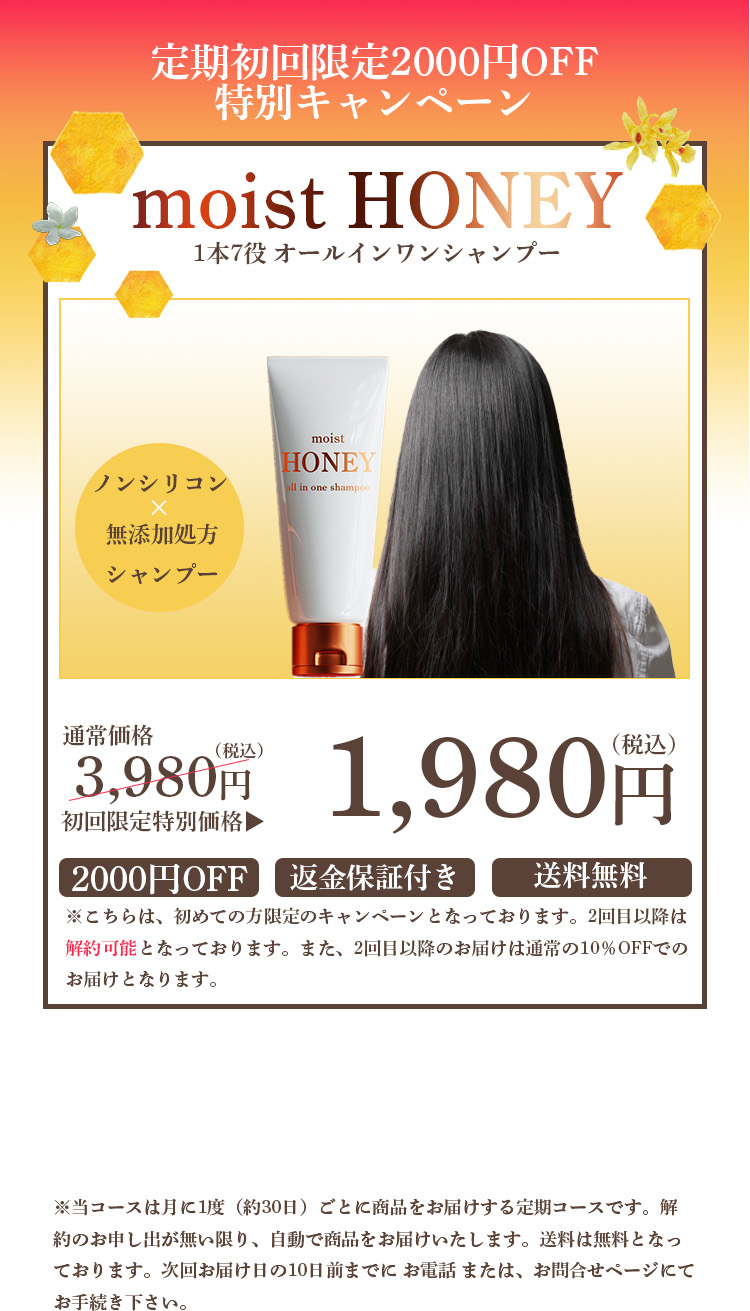 定期初回限定2000円OFF
特別キャンペーン
moist HONEY
1本7役 オールインワンシャンプー
moist
HONEY
all in one shampoo
ノンシリコン
×
無添加処方
シャンプー
通常価格
3,980円(税込)
初回限定特別価格▶
1,980円(税込)
2000円OFF
返金保証付き
送料無料
※こちらは、初めての方限定のキャンペーンとなっております。2回目以降は
解約可能となっております。また、2回目以降のお届けは通常の10%OFFでの
お届けとなります。
※当コースは月に1度（約30日）ごとに商品をお届けする定期コースです。解
約のお申し出が無い限り、自動で商品をお届けいたします。送料は無料となっ
ております。次回お届け日の10日前までに お電話 または、お問合せページにて
お手続き下さい。